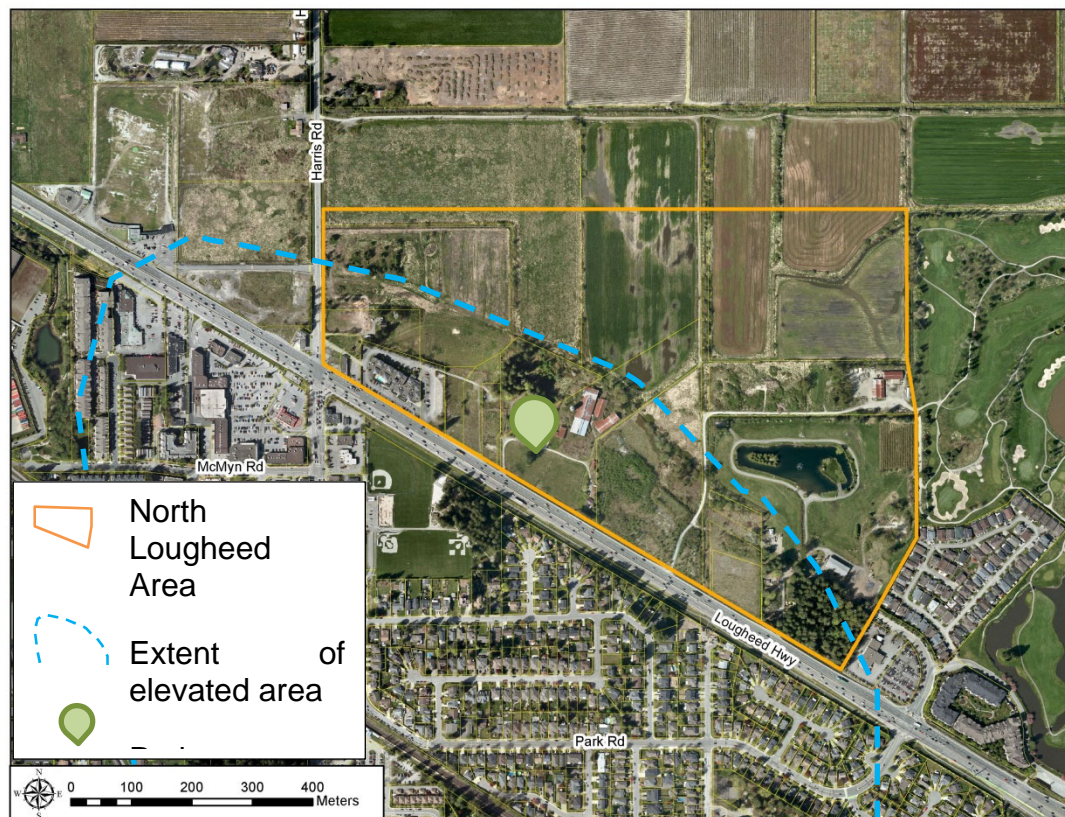 H
Harris Rd
McMyn Rd
North
Lougheed
Area
Extent of
elevated area
Lougheed Hwy
Park Rd
N
W E
S
0 100 200 300 400
Meters